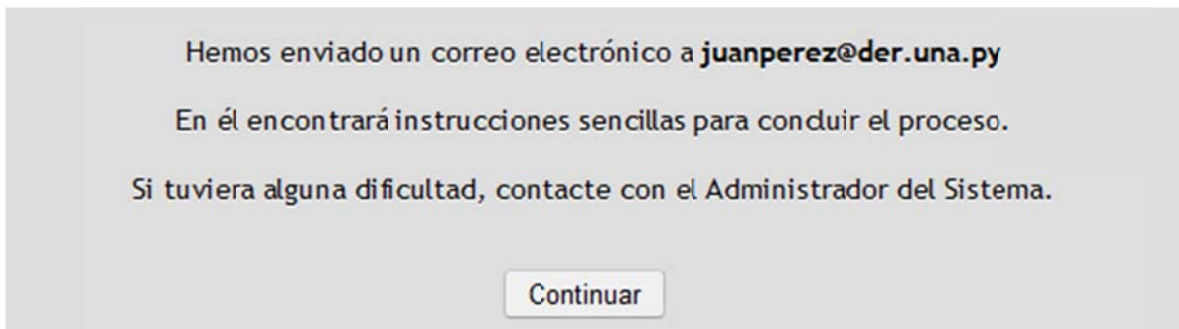 Hemos enviado un correo electrónico a juanperez@der.una.py
En él encontrará instrucciones sencillas para concluir el proceso.
Si tuviera alguna dificultad, contacte con el Administrador del Sistema.
Continuar